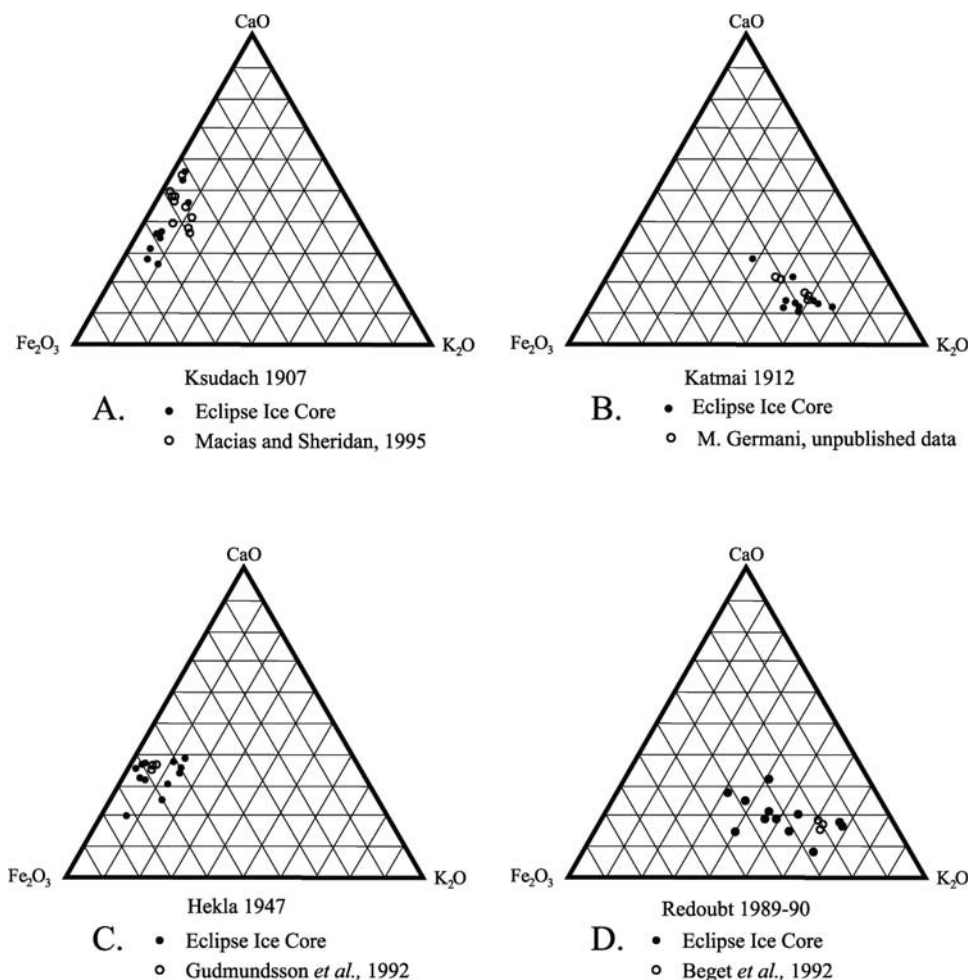 CaO
Fe₂O₃
K₂O
Ksudach 1907
A.
● Eclipse Ice Core
○ Macias and Sheridan, 1995
CaO
Fe₂O₃
K₂O
Katmai 1912
B.
● Eclipse Ice Core
○ M. Germani, unpublished data
CaO
Fe₂O₃
K₂O
Hekla 1947
C.
● Eclipse Ice Core
○ Gudmundsson et al., 1992
CaO
Fe₂O₃
K₂O
Redoubt 1989-90
D.
● Eclipse Ice Core
○ Beget et al., 1992